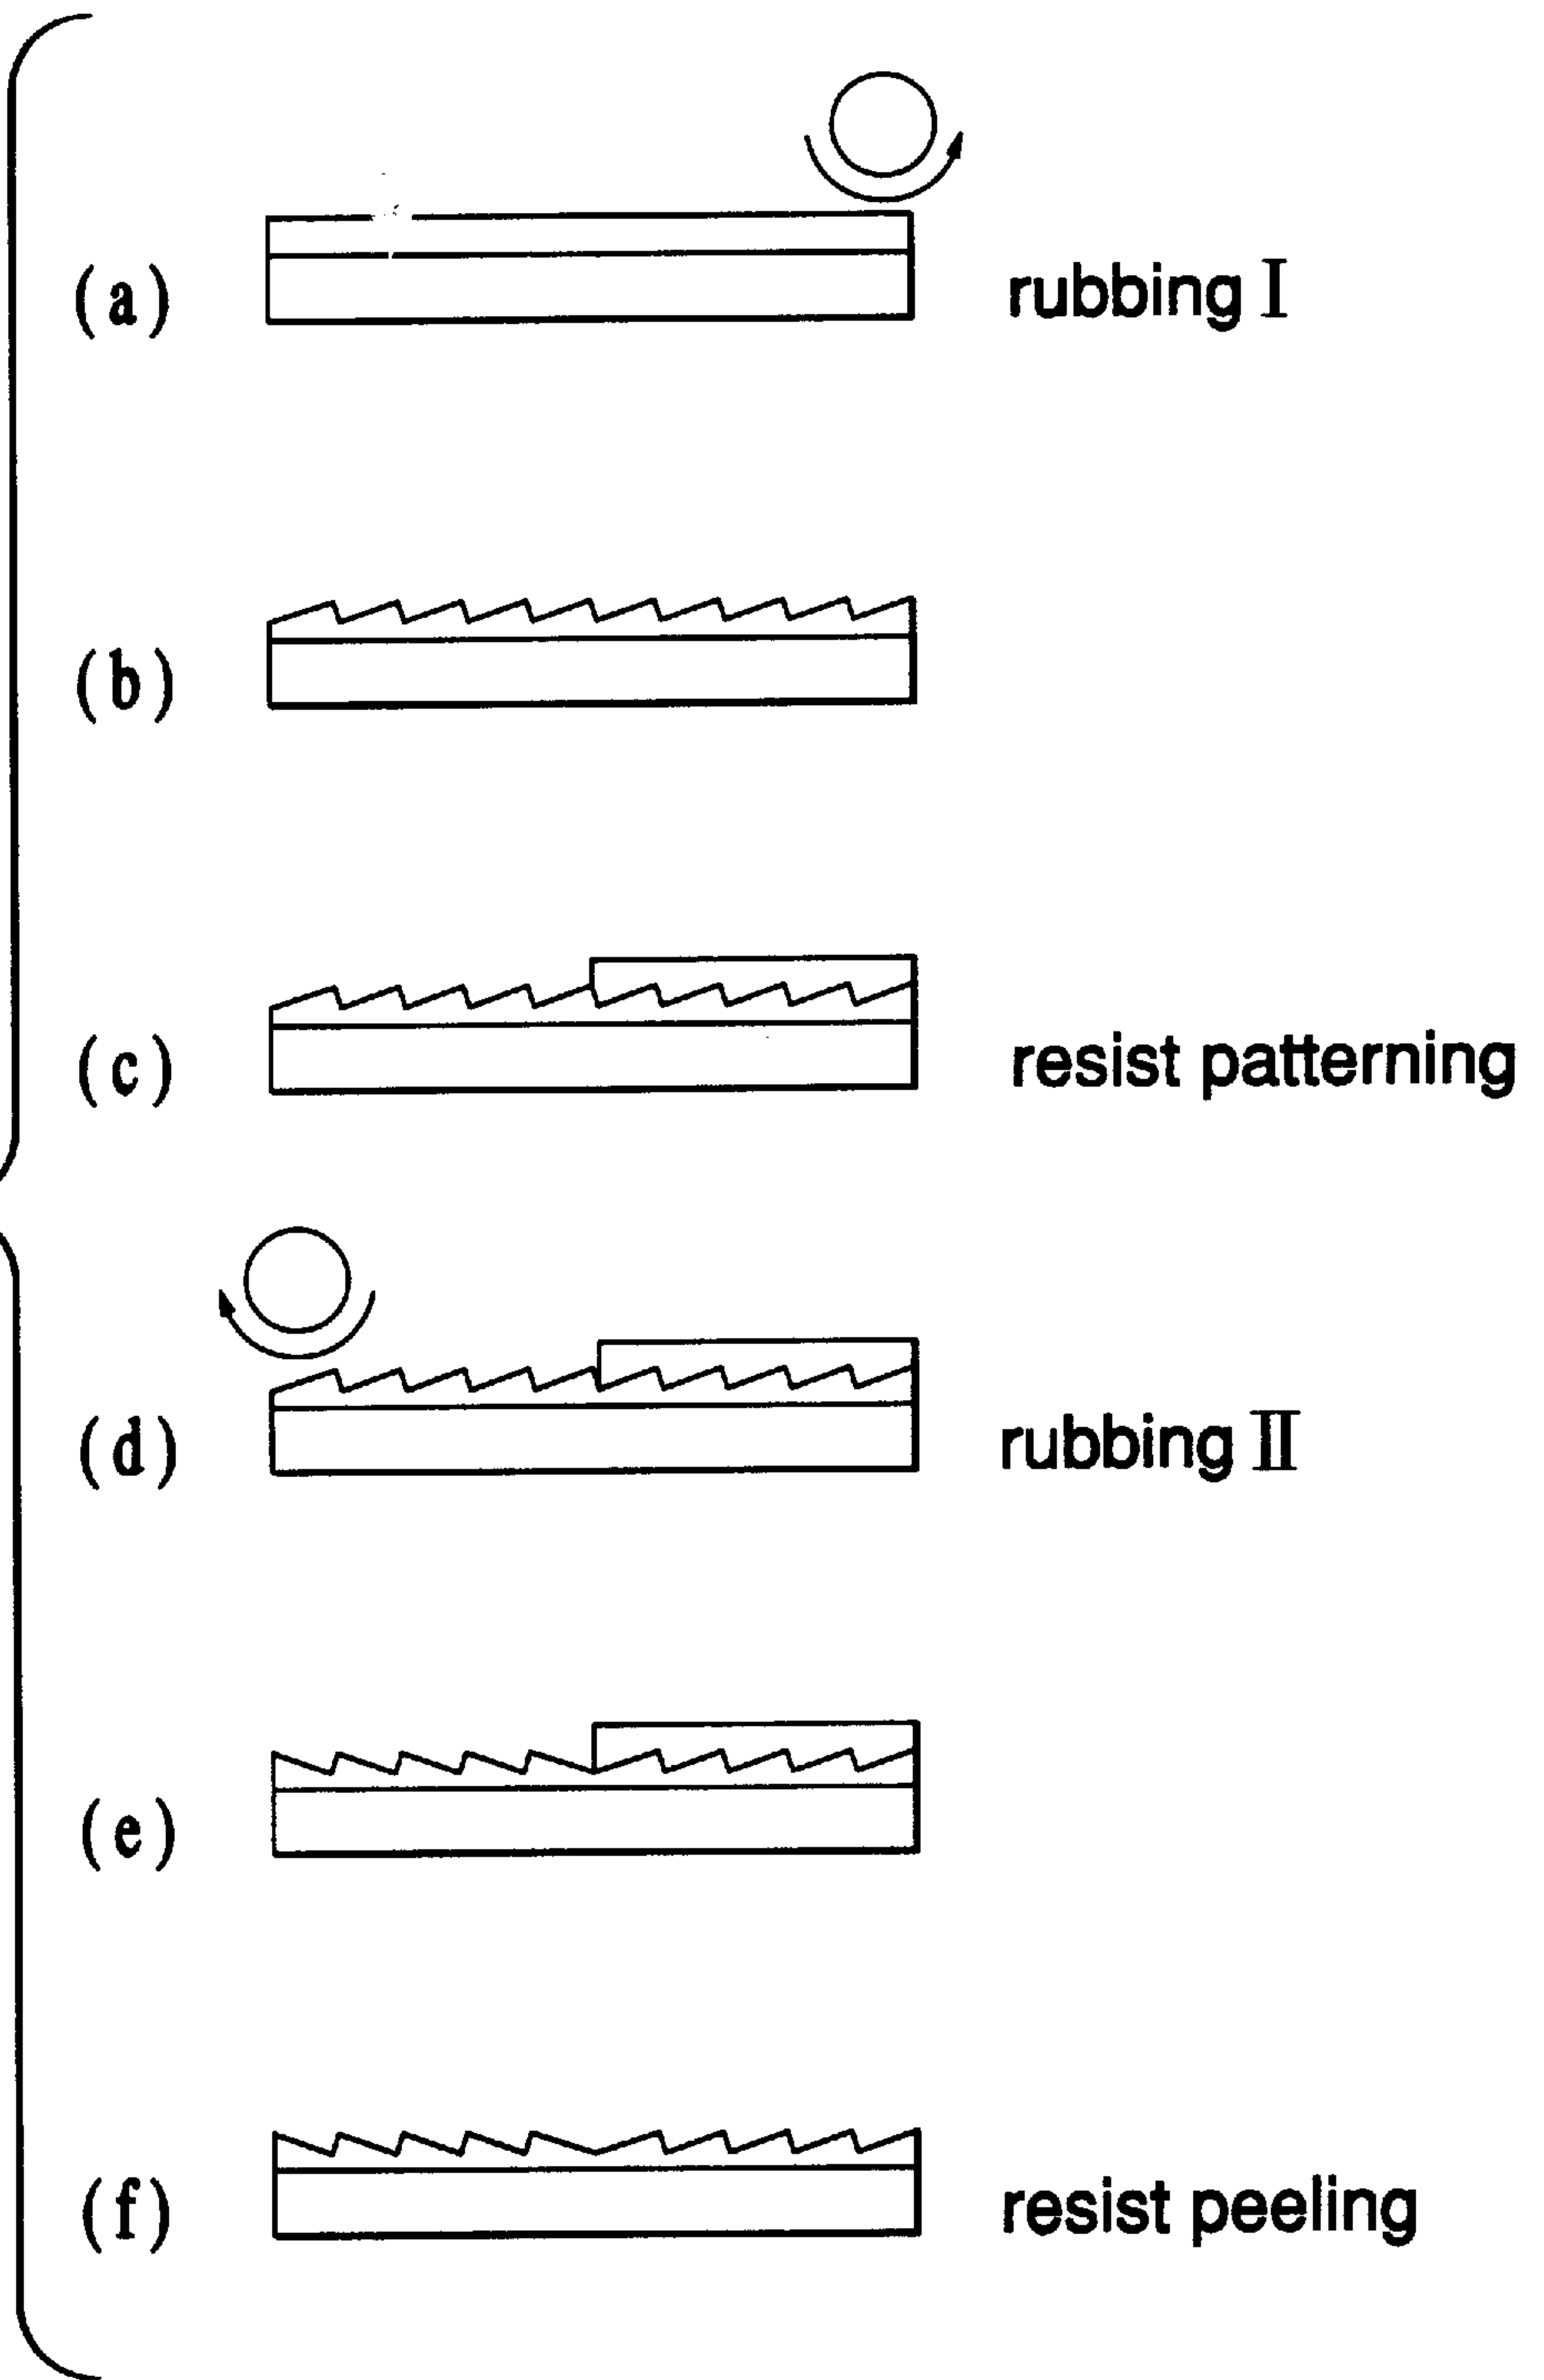 (a) rubbing I
(b)
(c) resist patterning
(d) rubbing II
(e)
(f) resist peeling